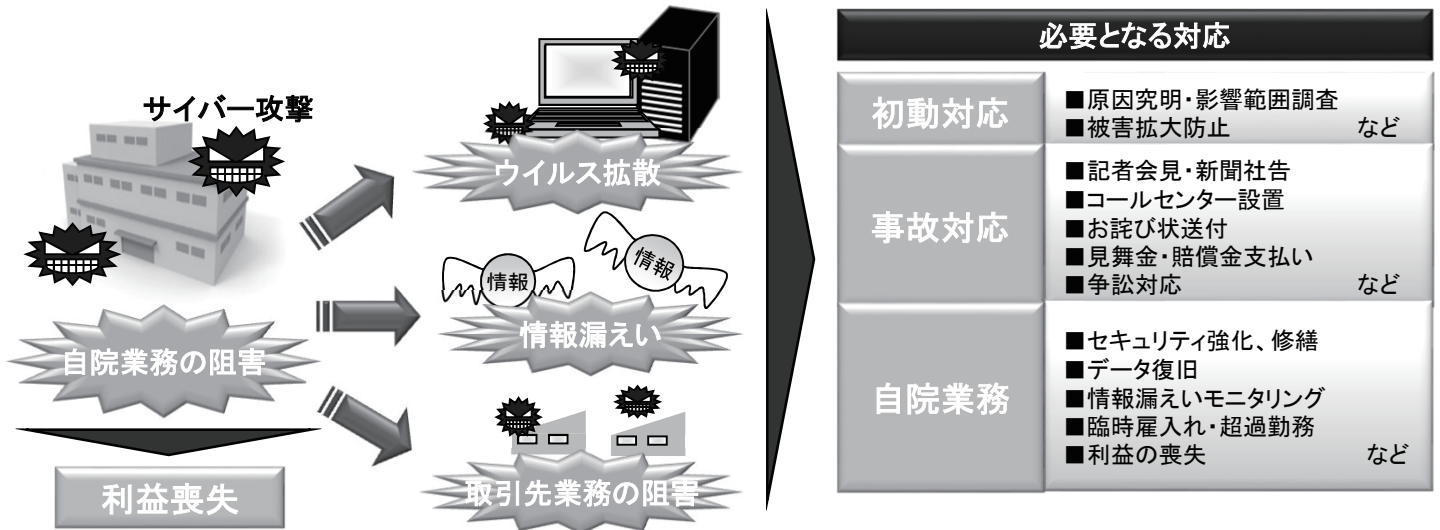 サイバー攻撃
自院業務の阻害
利益喪失
ウイルス拡散
情報
情報
情報漏えい
取引先業務の阻害
必要となる対応
初動対応
■原因究明・影響範囲調査
■被害拡大防止 など
事故対応
■記者会見・新聞社告
■コールセンター設置
■お詫び状送付
■見舞金・賠償金支払い
■争訟対応 など
自院業務
■セキュリティ強化、修繕
■データ復旧
■情報漏えいモニタリング
■臨時雇入れ・超過勤務
■利益の喪失 など